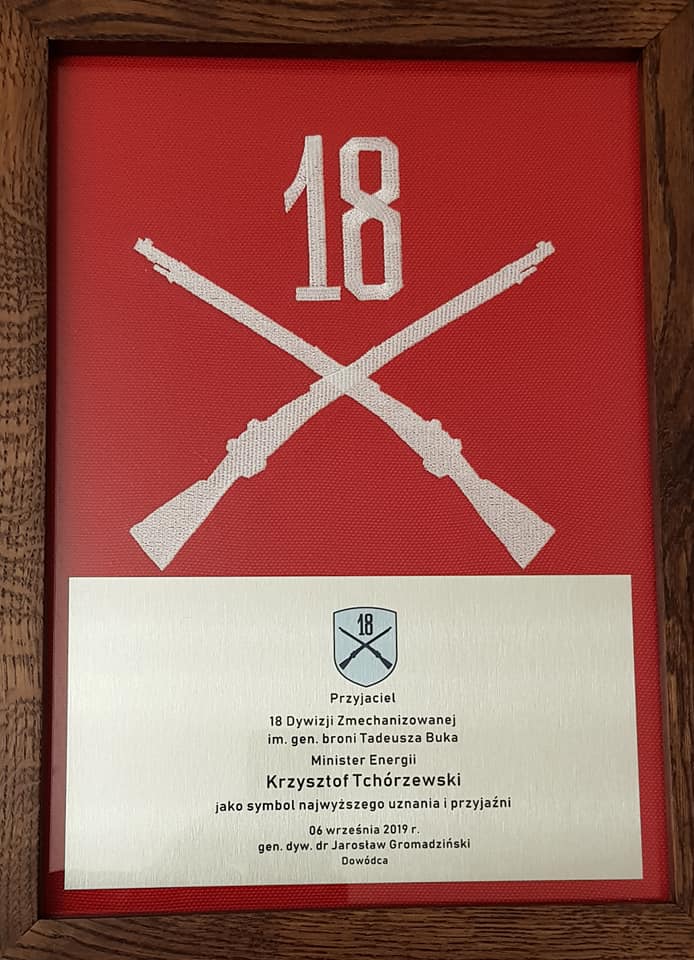 18
18
Przyjaciel
18 Dywizji Zmechanizowanej
im. gen. broni Tadeusza Buka
Minister Energii
Krzysztof Tchórzewski
jako symbol najwyższego uznania i przyjaźni
06 września 2019 r.
gen. dyw. dr Jarosław Gromadziński
Dowódca